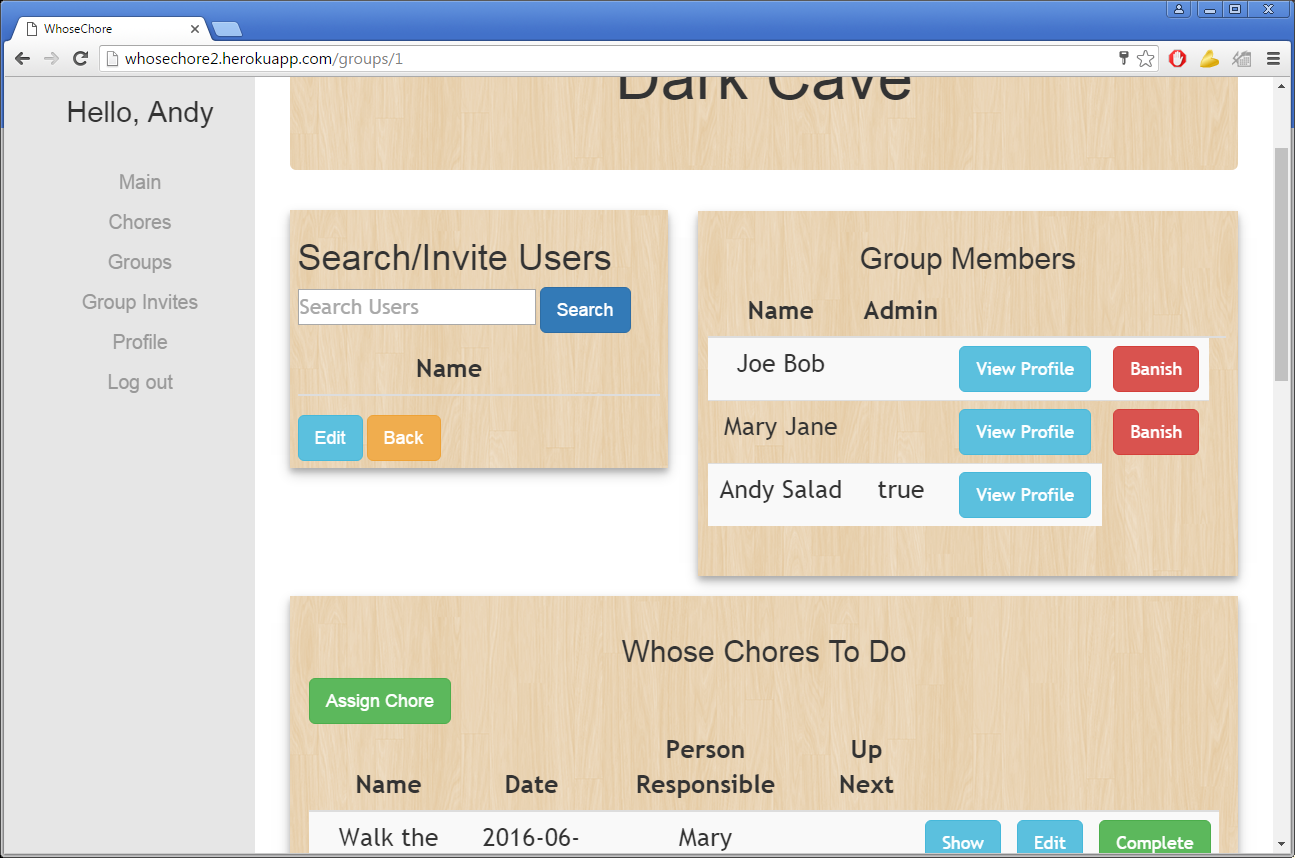 WhoseChore
whosechore2.herokuapp.com/groups/1
Hello, Andy
Main
Chores
Groups
Group Invites
Profile
Log out
Dark Cave
Search/Invite Users
Search Users Search
Name
Edit Back
Group Members
Name Admin
Joe Bob View Profile Banish
Mary Jane View Profile Banish
Andy Salad true View Profile
Whose Chores To Do
Assign Chore
Person Up
Name Date Responsible Next
Walk the 2016-06- Mary Show Edit Complete